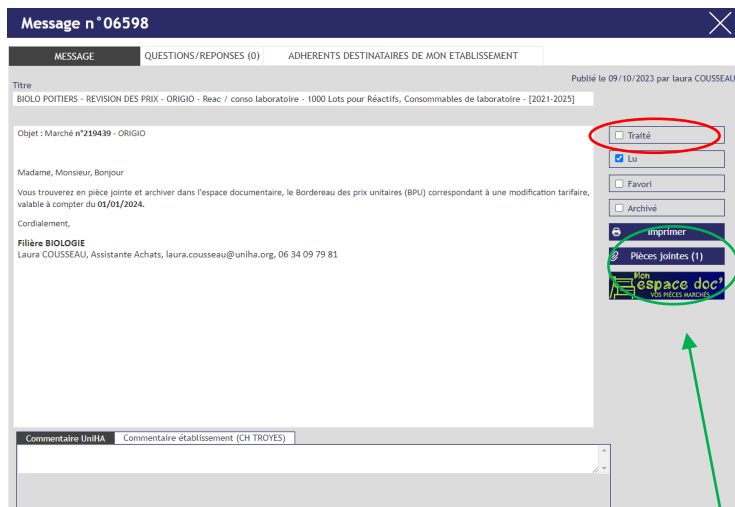 Message n°06598
MESSAGE
QUESTIONS/REPONSES (0)
ADHERENTS DESTINATAIRES DE MON ETABLISSEMENT
Publié le 09/10/2023 par laura COUSSEAU
Titre
BIOLO POITIERS - REVISION DES PRIX - ORIGIO - Reac / conso laboratoire - 1000 Lots pour Réactifs, Consommables de laboratoire - [2021-2025]
Objet : Marché n°219439 - ORIGIO
Madame, Monsieur, Bonjour
Vous trouverez en pièce jointe et archiver dans l'espace documentaire, le Bordereau des prix unitaires (BPU) correspondant à une modification tarifaire,
valable à compter du 01/01/2024.
Cordialement,
Filière BIOLOGIE
Laura COUSSEAU, Assistante Achats, laura.cousseau@uniha.org, 06 34 09 79 81
Traité
Lu
Favori
Archivé
Imprimer
Pièces jointes (1)
Mon
espace doc'
VOS PIÈCES MARCHÉS
Commentaire UniHA
Commentaire établissement (CH TROYES)